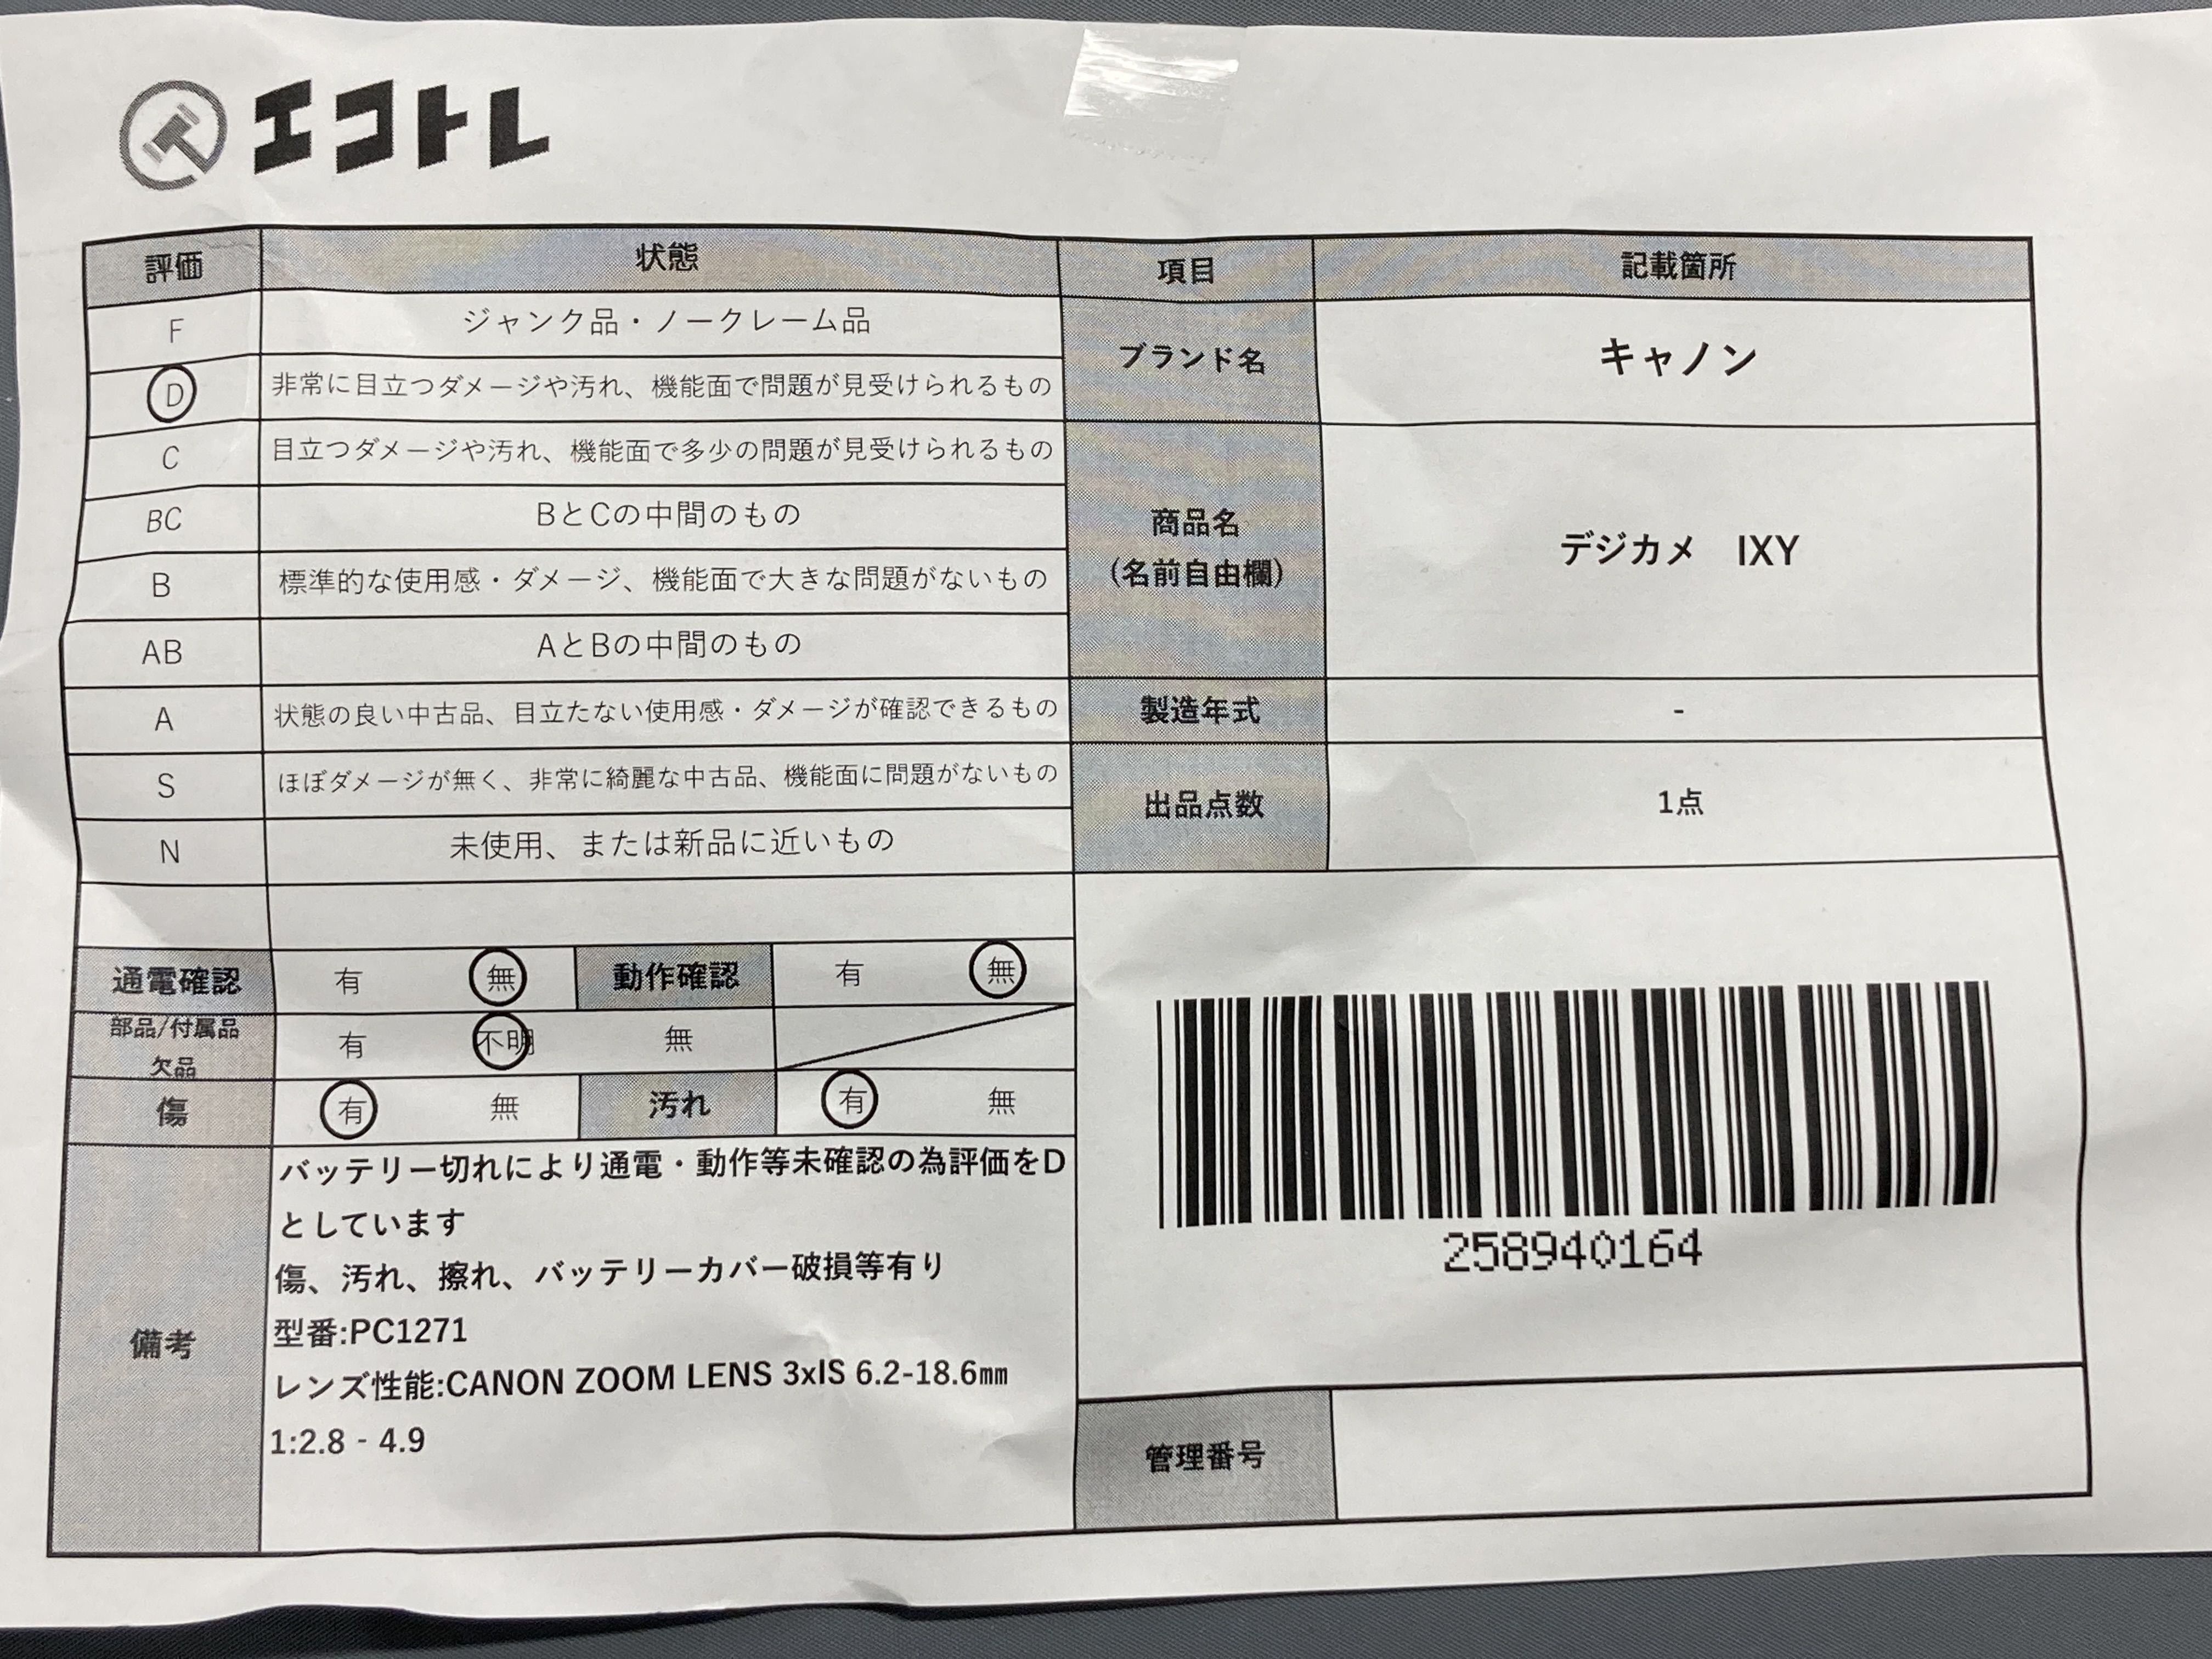 エコトレ
評価 状態
F ジャンク品・ノークレーム品
D 非常に目立つダメージや汚れ、機能面で問題が見受けられるもの
C 目立つダメージや汚れ、機能面で多少の問題が見受けられるもの
BC BとCの中間のもの
B 標準的な使用感・ダメージ、機能面で大きな問題がないもの
AB AとBの中間のもの
A 状態の良い中古品、目立たない使用感・ダメージが確認できるもの
S ほぼダメージが無く、非常に綺麗な中古品、機能面に問題がないもの
N 未使用、または新品に近いもの
通電確認 有 無 動作確認 有 無
部品/付属品
欠品
有 不明 無
傷 有 無 汚れ 有 無
備考
バッテリー切れにより通電・動作等未確認の為評価をD
としています
傷、汚れ、擦れ、バッテリーカバー破損等有り
型番:PC1271
レンズ性能:CANON ZOOM LENS 3xIS 6.2-18.6㎜
1:2.8 - 4.9
項目 記載箇所
ブランド名 キャノン
商品名
(名前自由欄)
デジカメ　IXY
製造年式 -
出品点数 1点
258940164
管理番号